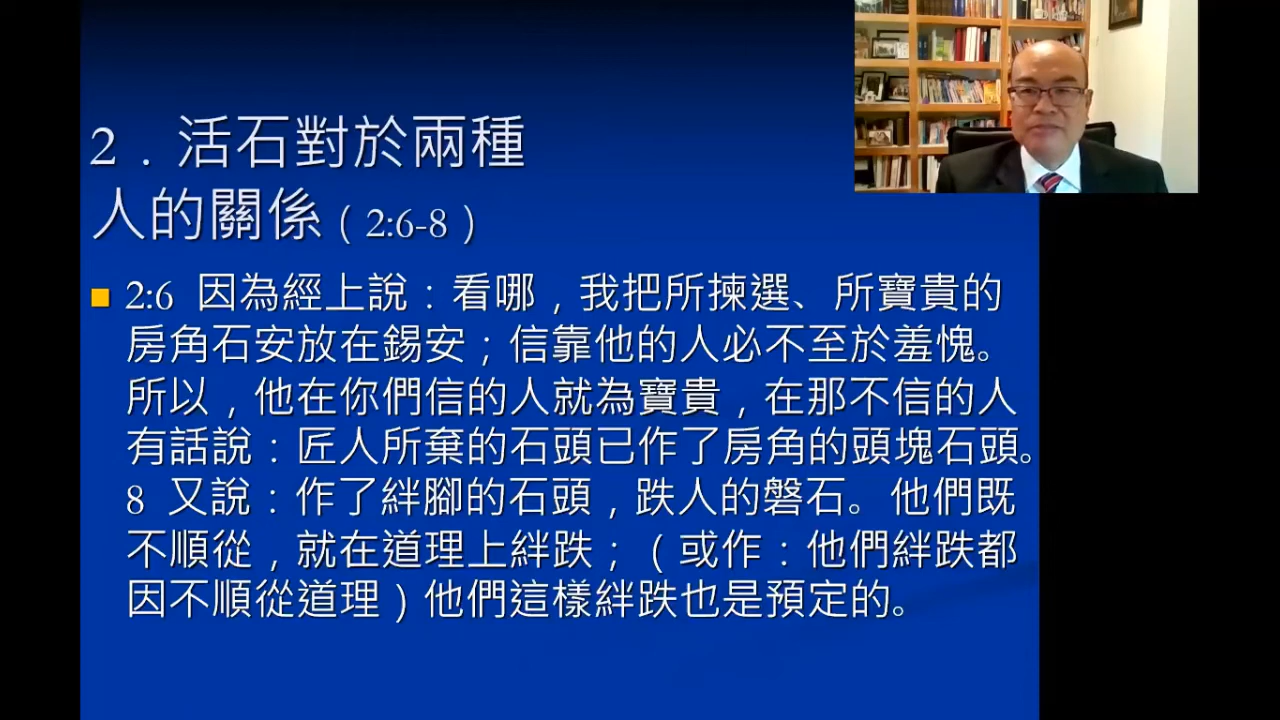 2．活石對於兩種
人的關係（2:6-8）
2:6 因為經上說：看哪，我把所揀選、所寶貴的
房角石安放在錫安；信靠他的人必不至於羞愧。
所以，他在你們信的人就為寶貴，在那不信的人
有話說：匠人所棄的石頭已作了房角的頭塊石頭。
8 又說：作了絆腳的石頭，跌人的磐石。他們既
不順從，就在道理上絆跌；（或作：他們絆跌都
因不順從道理）他們這樣絆跌也是預定的。